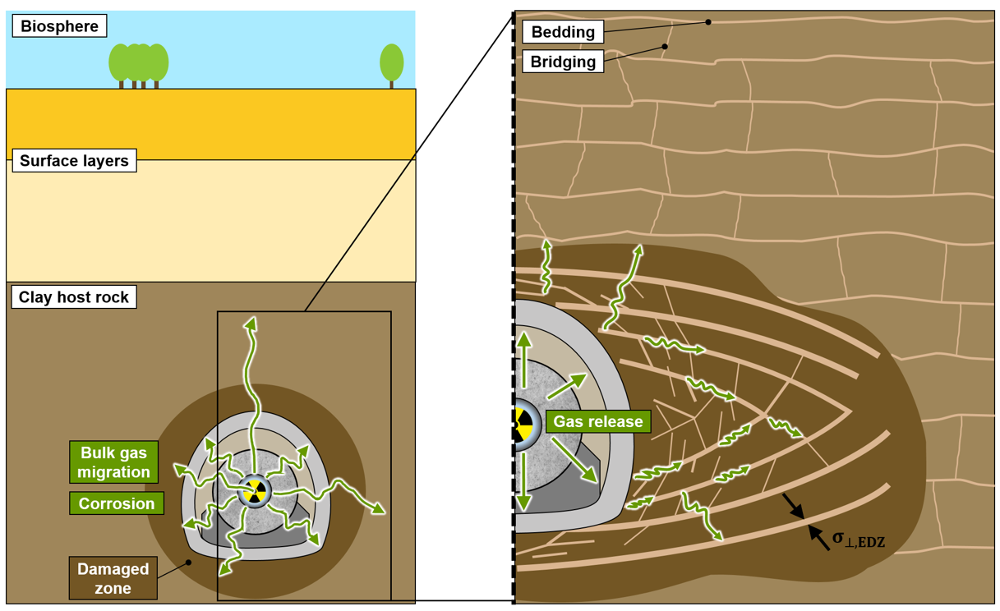 Biosphere
Surface layers
Clay host rock
Bulk gas
migration
Corrosion
Damaged
zone
Bedding
Bridging
Gas release
σ⊥,EDZ